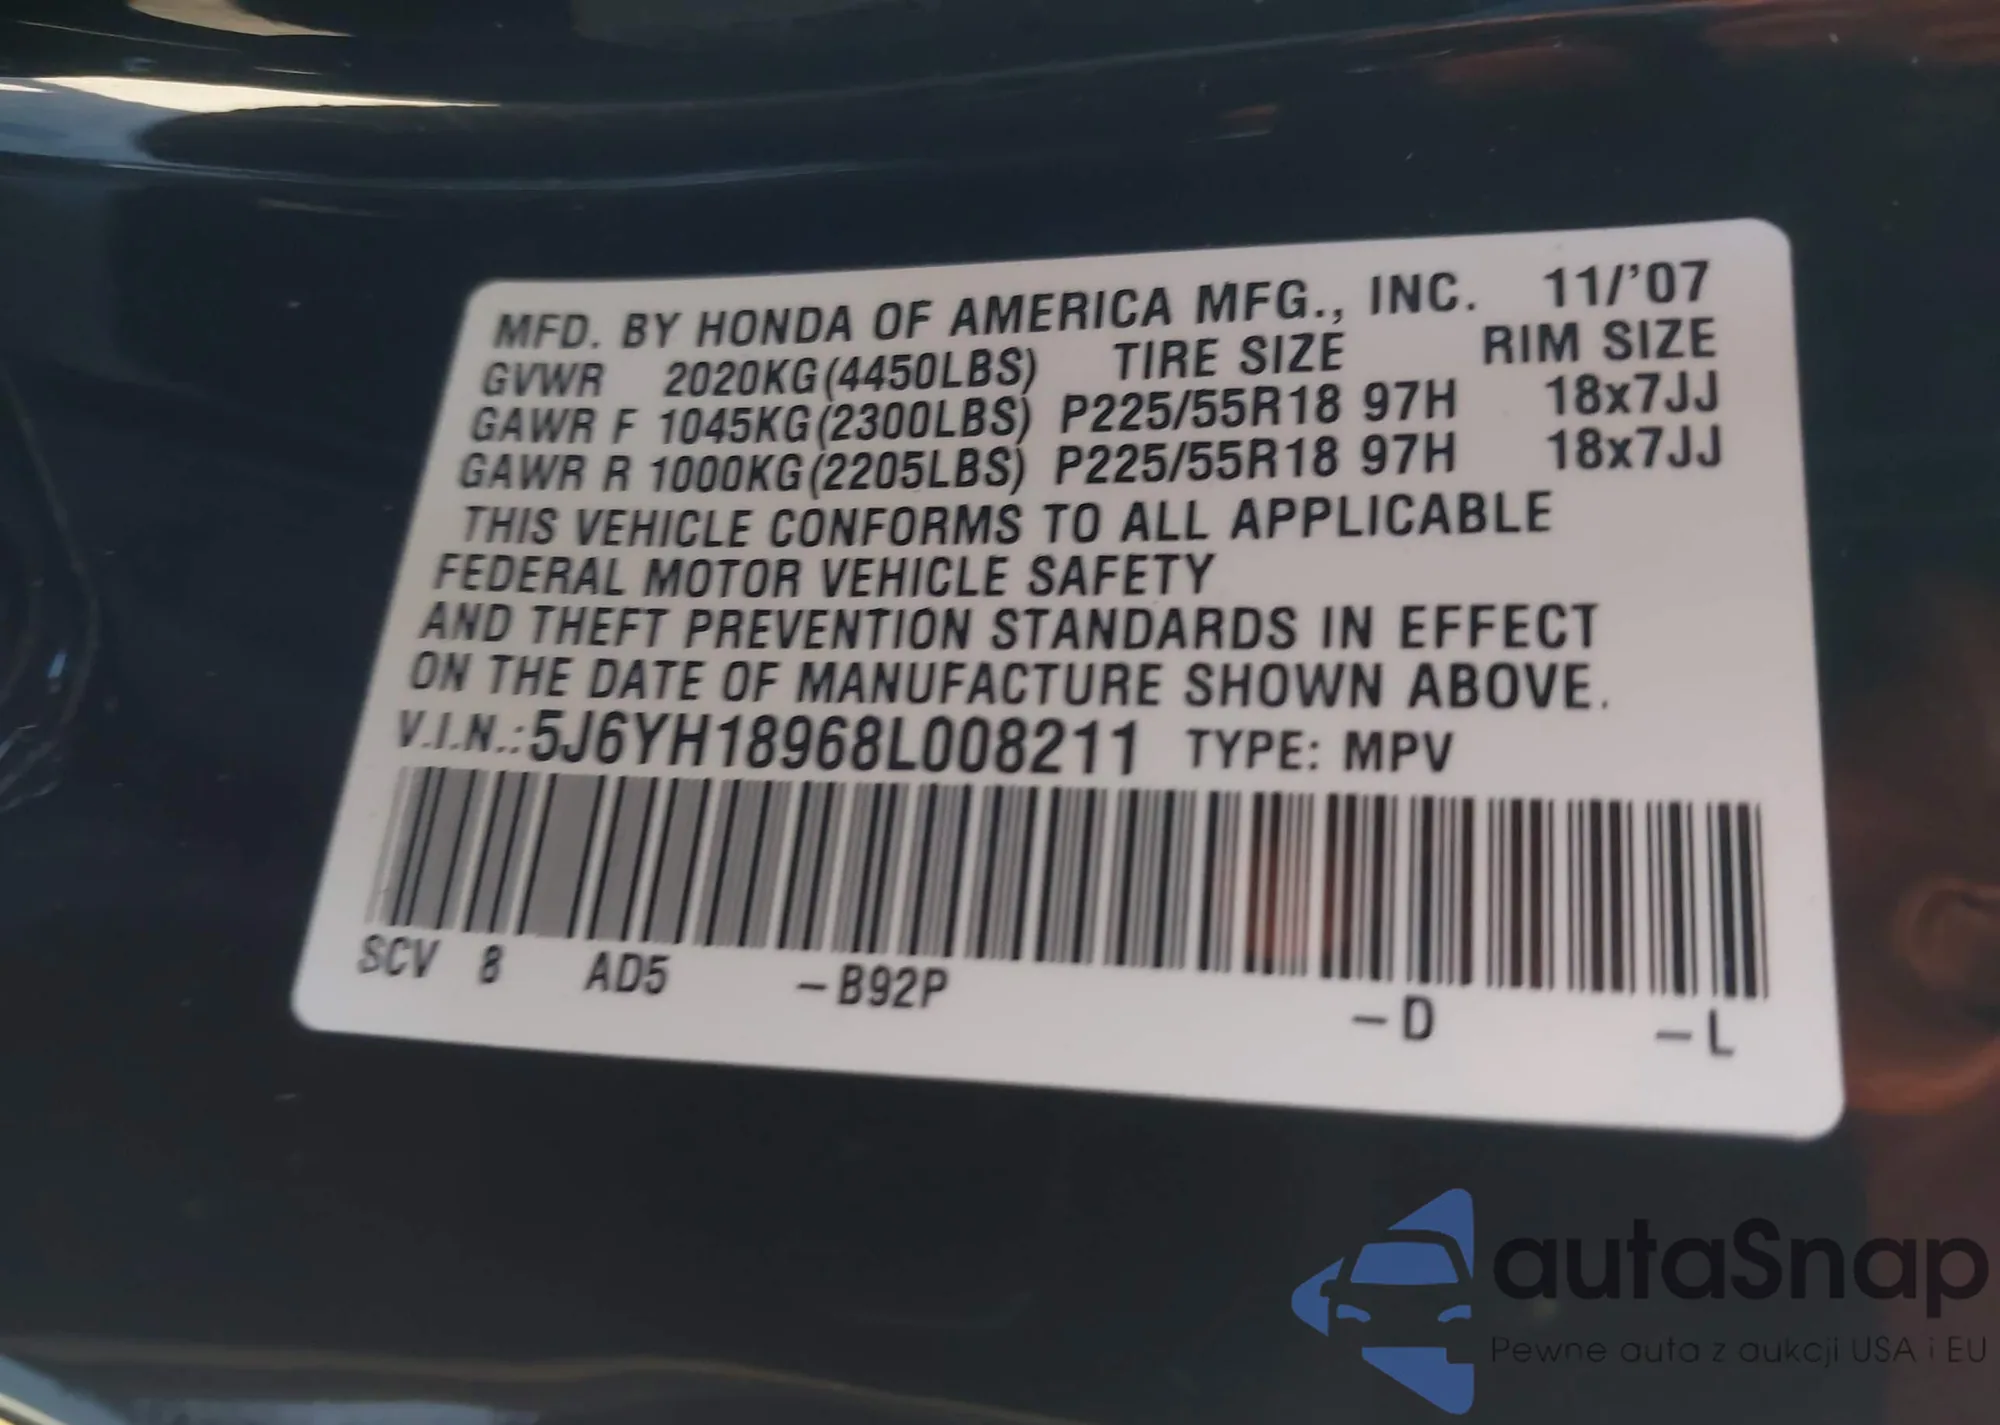 MFD. BY HONDA OF AMERICA MFG., INC. 11/'07
GVWR 2020KG(4450LBS) TIRE SIZE RIM SIZE
GAWR F 1045KG(2300LBS) P225/55R18 97H 18x7JJ
GAWR R 1000KG(2205LBS) P225/55R18 97H 18x7JJ
THIS VEHICLE CONFORMS TO ALL APPLICABLE
FEDERAL MOTOR VEHICLE SAFETY
AND THEFT PREVENTION STANDARDS IN EFFECT
ON THE DATE OF MANUFACTURE SHOWN ABOVE.
V.I.N.:5J6YH18968L008211 TYPE: MPV
SCV 8 AD5 -B92P -D -L
autaSnap
Pewne auta z aukcji USA i EU